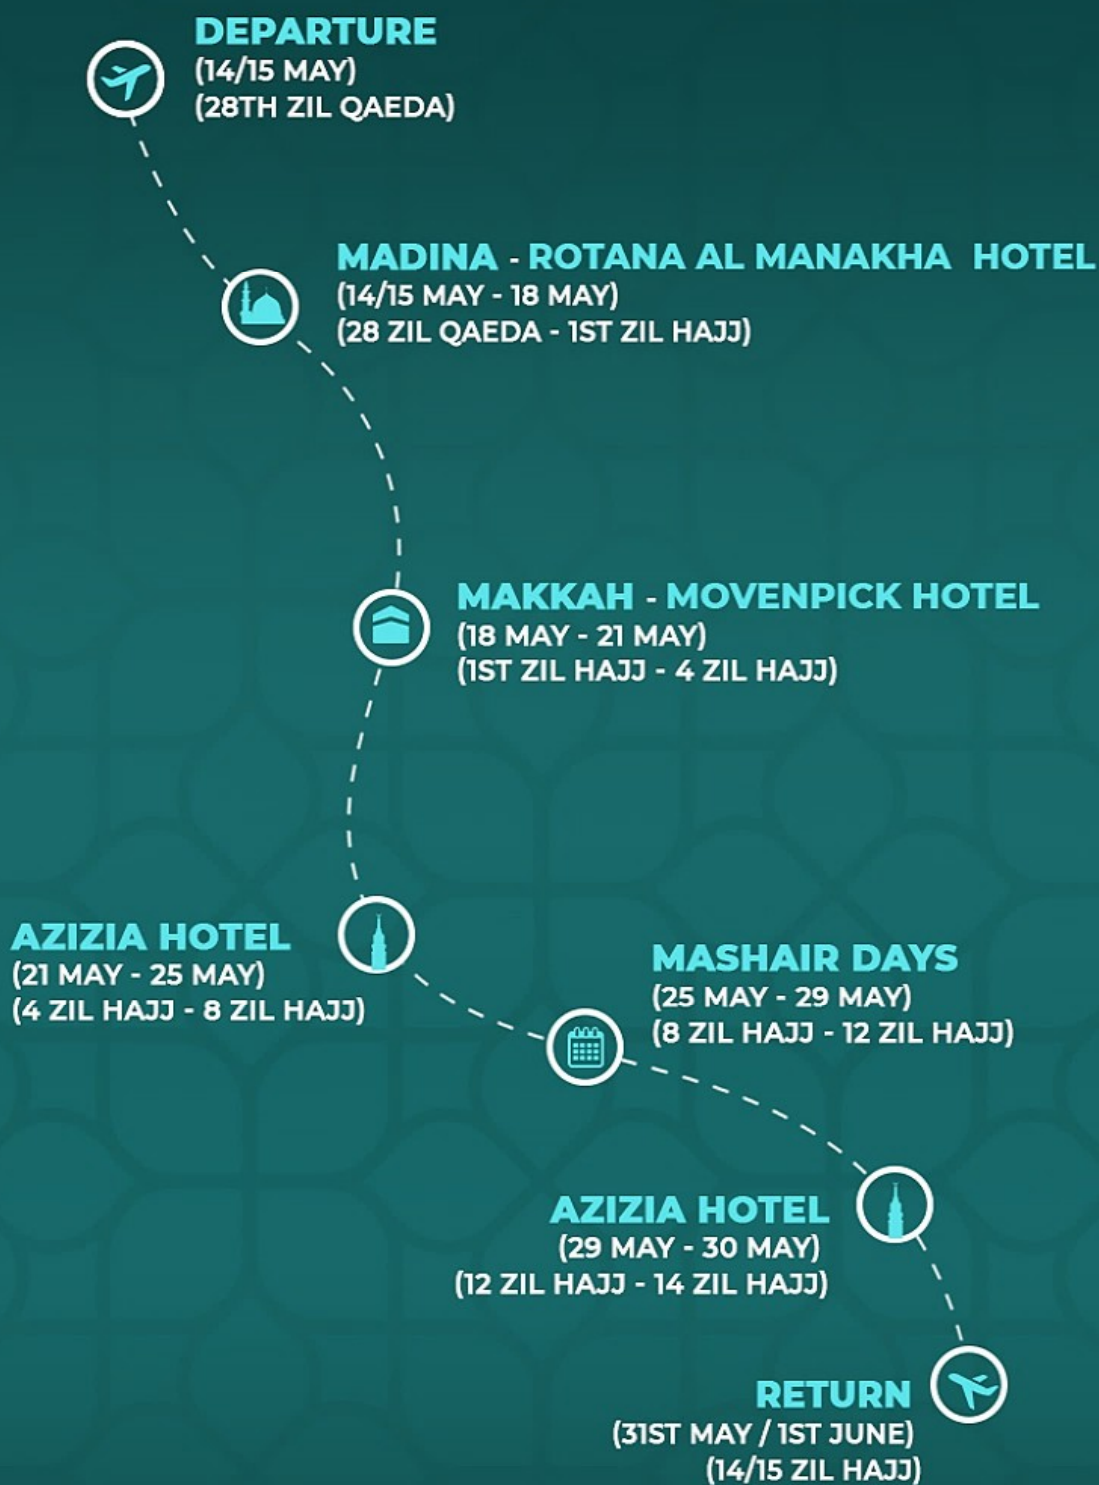 DEPARTURE
(14/15 MAY)
(28TH ZIL QAEDA)
MADINA - ROTANA AL MANAKHA HOTEL
(14/15 MAY - 18 MAY)
(28 ZIL QAEDA - 1ST ZIL HAJJ)
MAKKAH - MOVENPICK HOTEL
(18 MAY - 21 MAY)
(1ST ZIL HAJJ - 4 ZIL HAJJ)
AZIZIA HOTEL
(21 MAY - 25 MAY)
(4 ZIL HAJJ - 8 ZIL HAJJ)
MASHAIR DAYS
(25 MAY - 29 MAY)
(8 ZIL HAJJ - 12 ZIL HAJJ)
AZIZIA HOTEL
(29 MAY - 30 MAY)
(12 ZIL HAJJ - 14 ZIL HAJJ)
RETURN
(31ST MAY / 1ST JUNE)
(14/15 ZIL HAJJ)